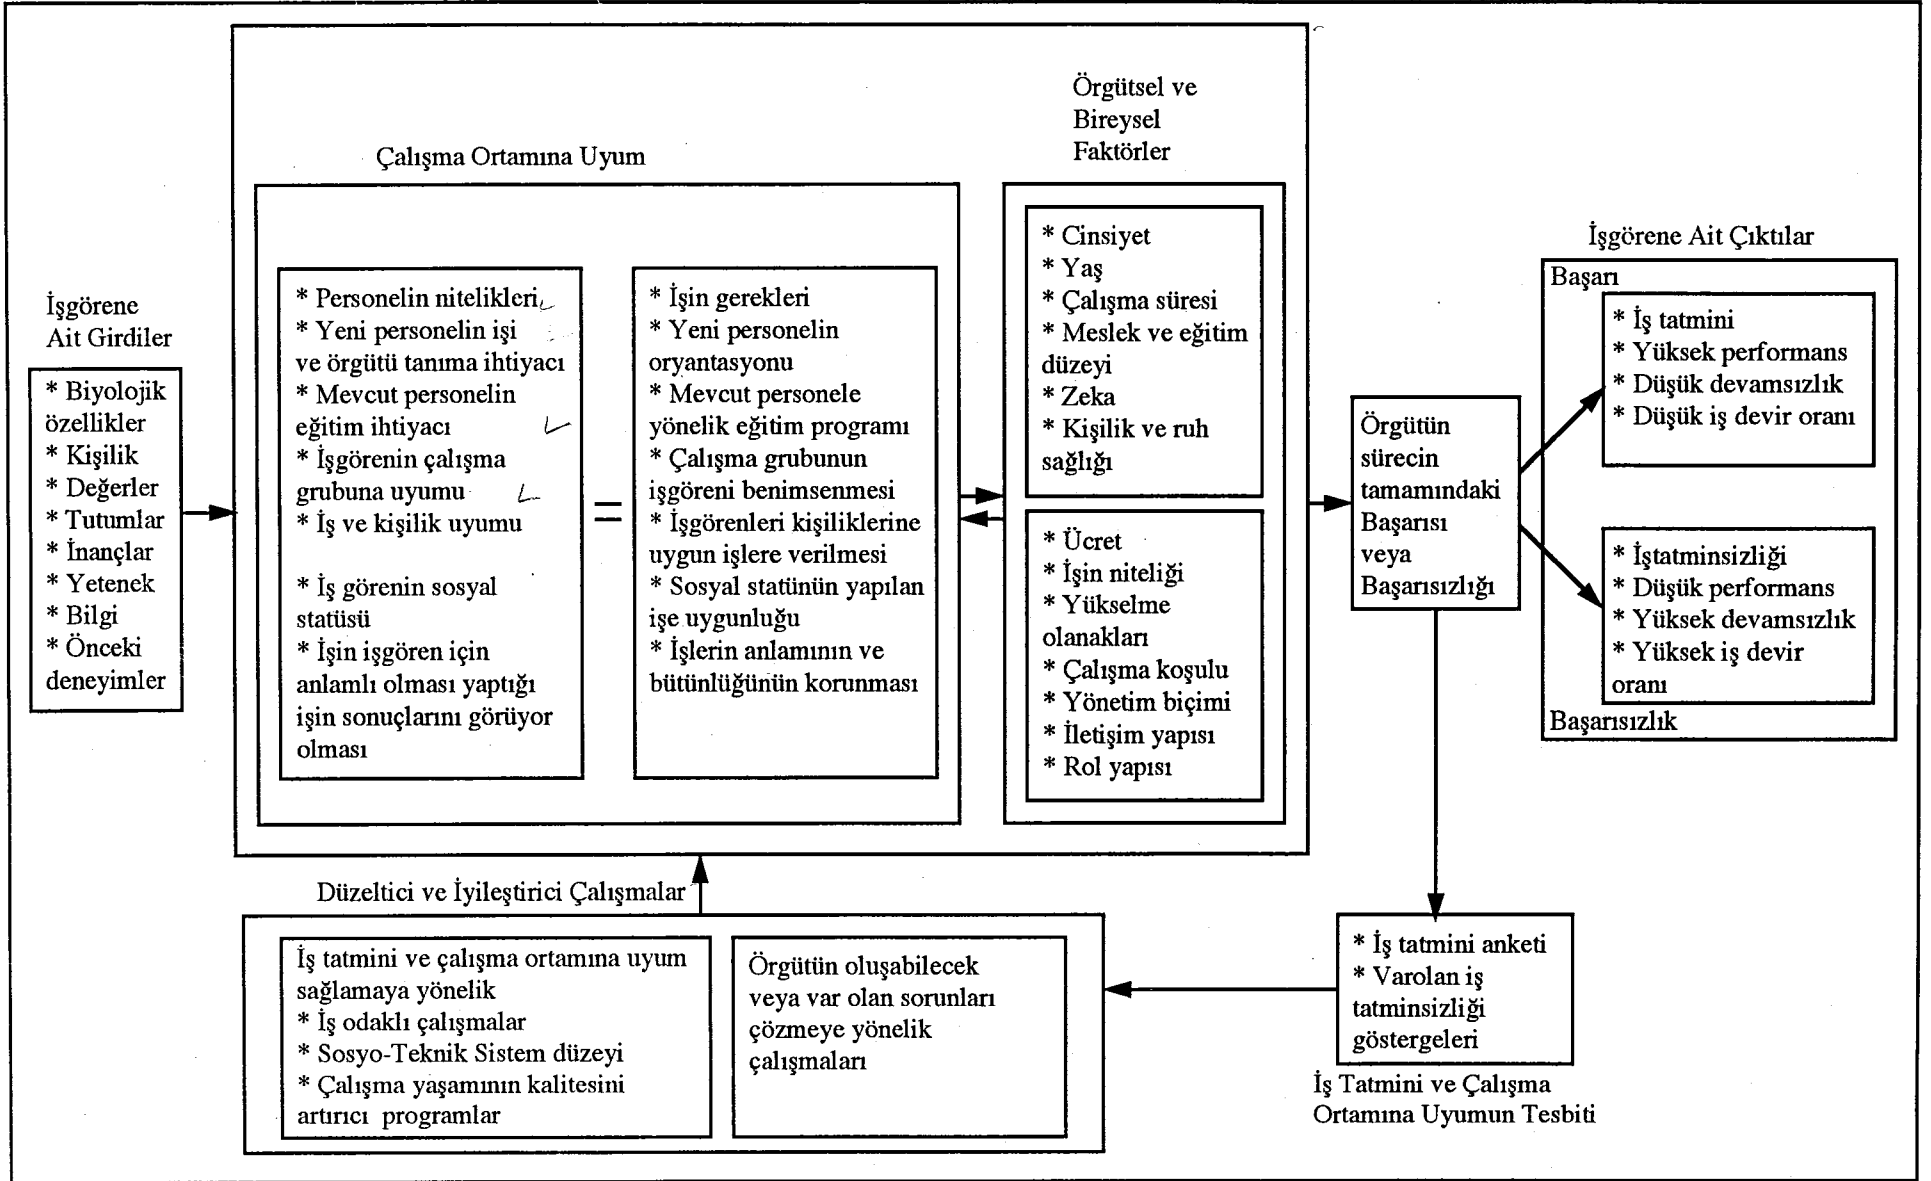 İşgörene
Ait Girdiler
* Biyolojik
özellikler
* Kişilik
* Değerler
* Tutumlar
* İnançlar
* Yetenek
* Bilgi
* Önceki
deneyimler
Çalışma Ortamına Uyum
* Personelin nitelikleri
* Yeni personelin işi
ve örgütü tanıma ihtiyacı
* Mevcut personelin
eğitim ihtiyacı
* İşgörenin çalışma
grubuna uyumu
* İş ve kişilik uyumu
* İş görenin sosyal
statüsü
* İşin işgören için
anlamlı olması yaptığı
işin sonuçlarını görüyor
olması
=
* İşin gerekleri
* Yeni personelin
oryantasyonu
* Mevcut personele
yönelik eğitim programı
* Çalışma grubunun
işgöreni benimsenmesi
* İşgörenleri kişiliklerine
uygun işlere verilmesi
* Sosyal statünün yapılan
işe uygunluğu
* İşlerin anlamının ve
bütünlüğünün korunması
Örgütsel ve
Bireysel
Faktörler
* Cinsiyet
* Yaş
* Çalışma süresi
* Meslek ve eğitim
düzeyi
* Zeka
* Kişilik ve ruh
sağlığı
* Ücret
* İşin niteliği
* Yükselme
olanakları
* Çalışma koşulu
* Yönetim biçimi
* İletişim yapısı
* Rol yapısı
Örgütün
sürecin
tamamındaki
Başarısı
veya
Başarısızlığı
İşgörene Ait Çıktılar
Başarı
* İş tatmini
* Yüksek performans
* Düşük devamsızlık
* Düşük iş devir oranı
* İştatminsizliği
* Düşük performans
* Yüksek devamsızlık
* Yüksek iş devir
oranı
Başarısızlık
Düzeltici ve İyileştirici Çalışmalar
İş tatmini ve çalışma ortamına uyum
sağlamaya yönelik
* İş odaklı çalışmalar
* Sosyo-Teknik Sistem düzeyi
* Çalışma yaşamının kalitesini
artırıcı programlar
Örgütün oluşabilecek
veya var olan sorunları
çözmeye yönelik
çalışmaları
* İş tatmini anketi
* Varolan iş
tatminsizliği
göstergeleri
İş Tatmini ve Çalışma
Ortamına Uyumun Tesbiti